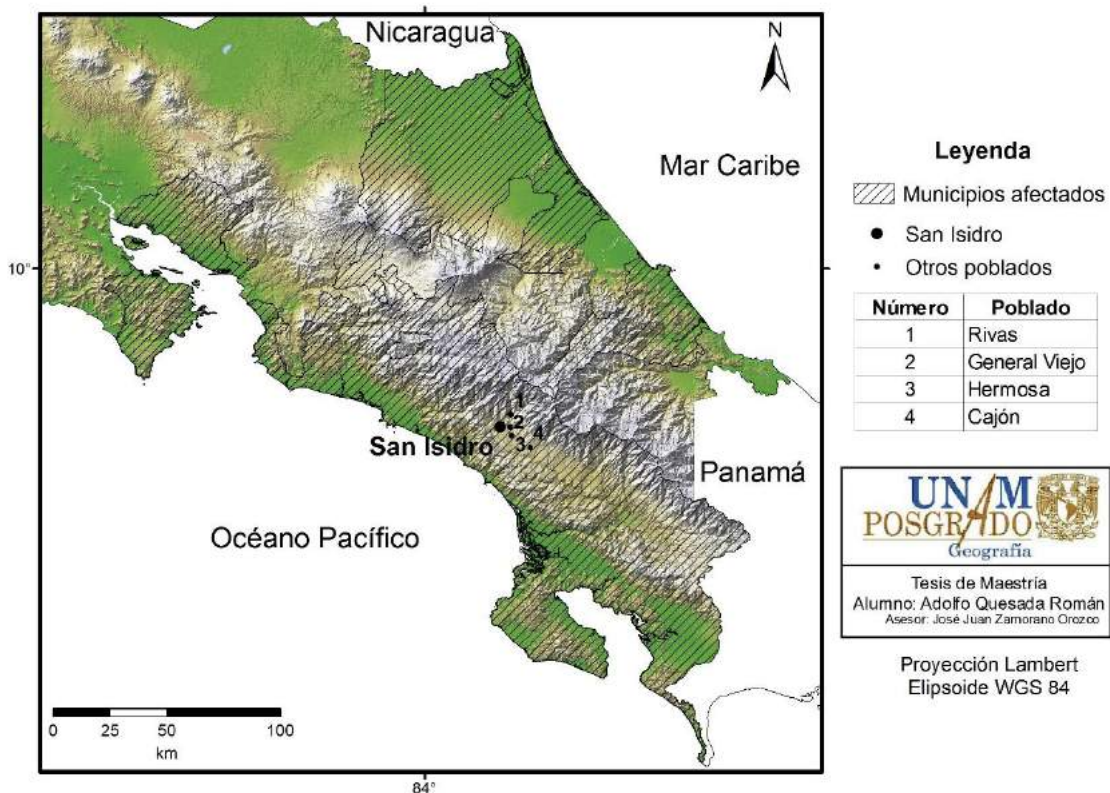 Nicaragua
N
Mar Caribe
10°
1
2
3
4
San Isidro
Panamá
Océano Pacífico
0 25 50 100
km
84°
Leyenda
Municipios afectados
San Isidro
Otros poblados
Número Poblado
1 Rivas
2 General Viejo
3 Hermosa
4 Cajón
UNAM
POSGRADO
Geografía
Tesis de Maestría
Alumno: Adolfo Quesada Román
Asesor: José Juan Zamorano Orozco
Proyección Lambert
Elipsoide WGS 84